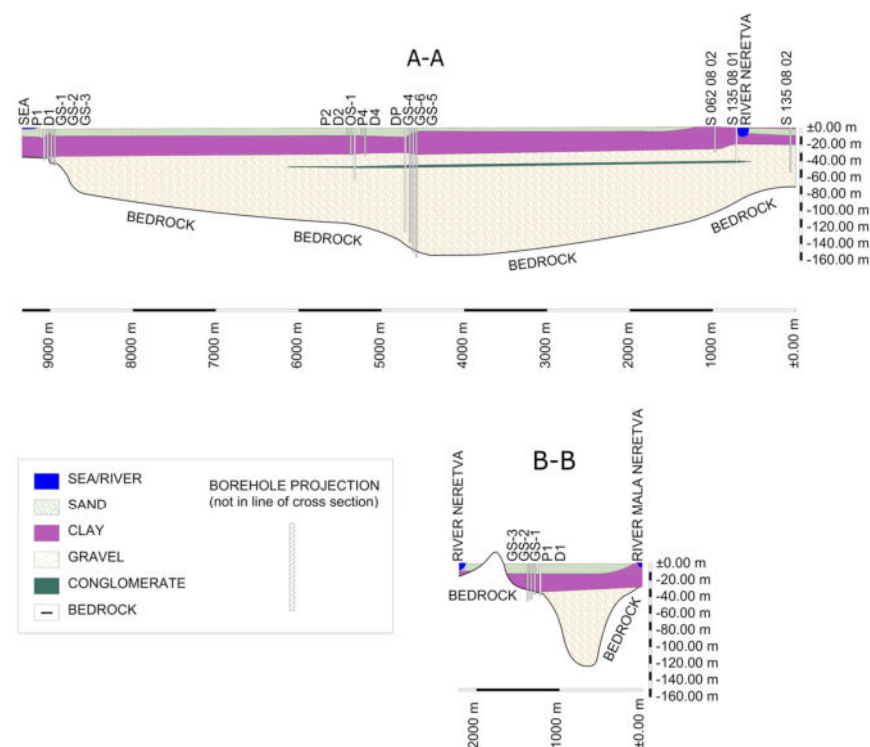 A-A
SEA
P1
D1
GS-1
GS-2
GS-3
P2
D2
OS-1
P4
D4
DP
GS-4
GS-6
GS-5
S 062 08 02
S 135 08 01
RIVER NERETVA
S 135 08 02
±0.00 m
-20.00 m
-40.00 m
-60.00 m
-80.00 m
-100.00 m
-120.00 m
-140.00 m
-160.00 m
BEDROCK
BEDROCK
BEDROCK
BEDROCK
9000 m
8000 m
7000 m
6000 m
5000 m
4000 m
3000 m
2000 m
1000 m
±0.00 m
SEA/RIVER
SAND
CLAY
GRAVEL
CONGLOMERATE
BEDROCK
BOREHOLE PROJECTION
(not in line of cross section)
B-B
RIVER NERETVA
GS-3
GS-2
GS-1
P1
D1
RIVER MALA NERETVA
±0.00 m
-20.00 m
-40.00 m
-60.00 m
-80.00 m
-100.00 m
-120.00 m
-140.00 m
-160.00 m
BEDROCK
BEDROCK
2000 m
1000 m
±0.00 m